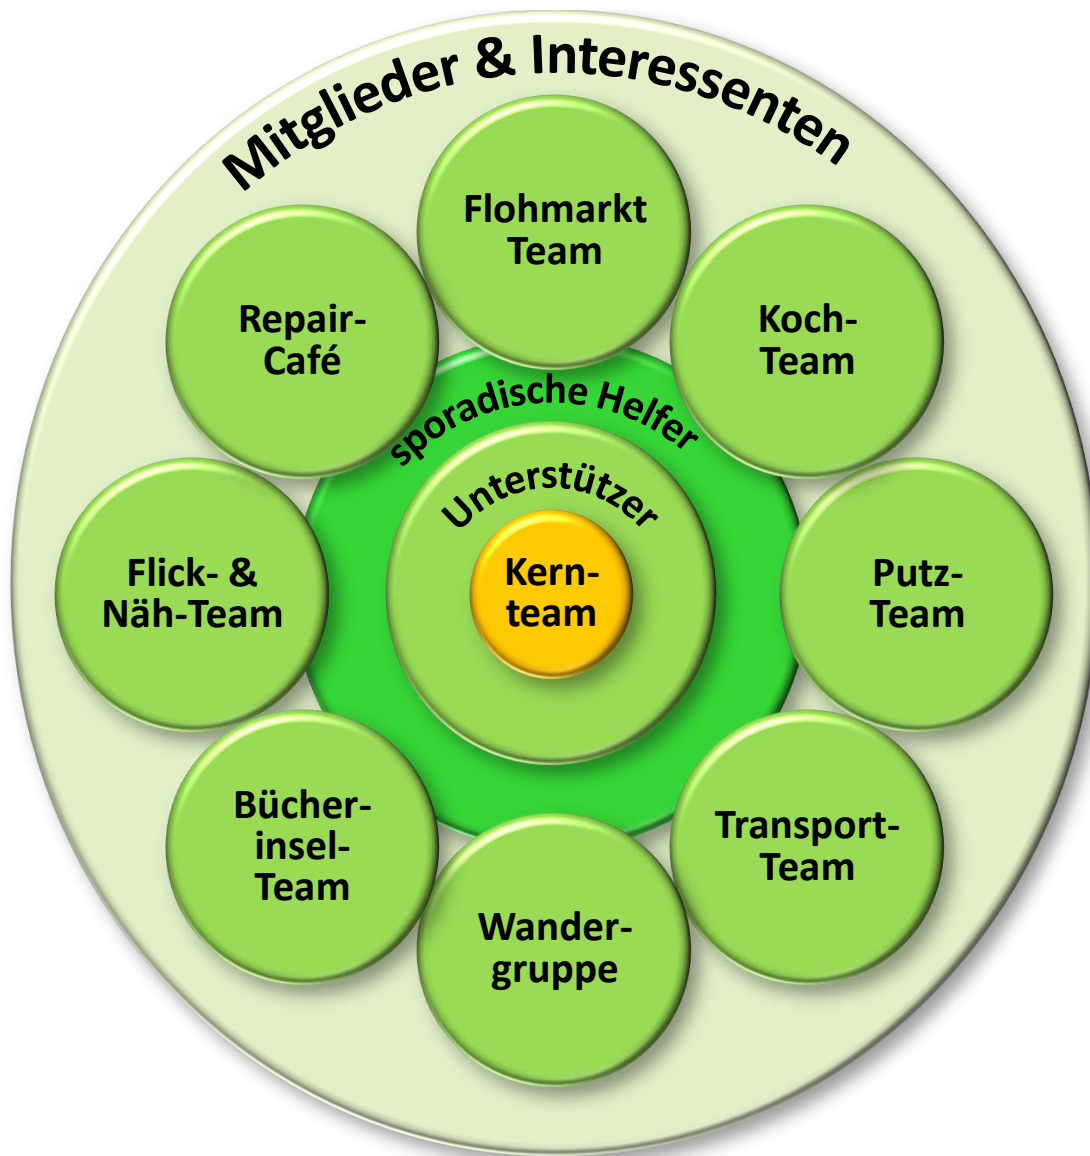 Mitglieder & Interessenten
Flohmarkt
Team
Repair-
Café
Koch-
Team
sporadische Helfer
Unterstützer
Kern-
team
Flick- &
Näh-Team
Putz-
Team
Bücher-
insel-
Team
Transport-
Team
Wander-
gruppe